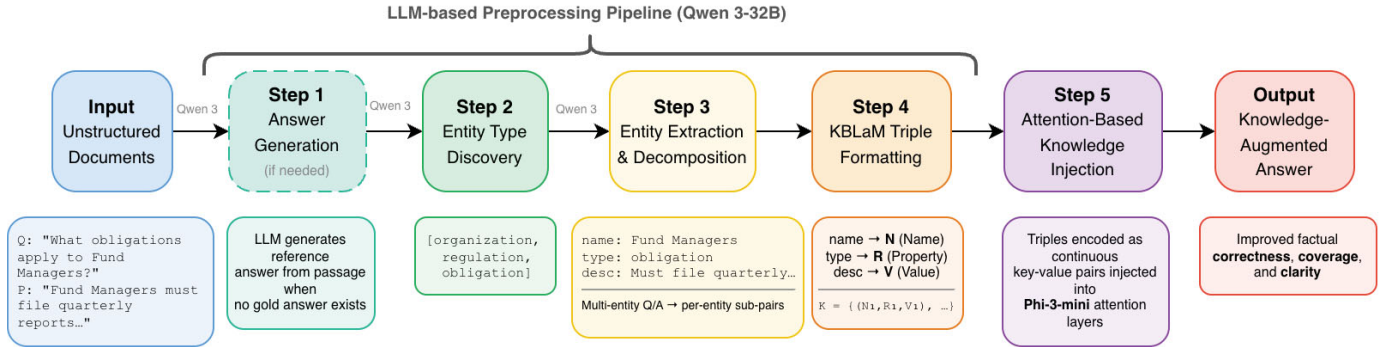 LLM-based Preprocessing Pipeline (Qwen 3-32B)
Input
Unstructured
Documents
Qwen 3
Step 1
Answer
Generation
(if needed)
Qwen 3
Step 2
Entity Type
Discovery
Qwen 3
Step 3
Entity Extraction
& Decomposition
Step 4
KBLaM Triple
Formatting
Step 5
Attention-Based
Knowledge
Injection
Output
Knowledge-
Augmented
Answer
Q: "What obligations
apply to Fund
Managers?"
P: "Fund Managers must
file quarterly
reports…"
LLM generates
reference
answer from passage
when
no gold answer exists
[organization,
regulation,
obligation]
name: Fund Managers
type: obligation
desc: Must file quarterly…
Multi-entity Q/A → per-entity sub-pairs
name → N (Name)
type → R (Property)
desc → V (Value)
K = {(N₁,R₁,V₁), …}
Triples encoded as
continuous
key-value pairs injected
into
Phi-3-mini attention
layers
Improved factual
correctness, coverage,
and clarity